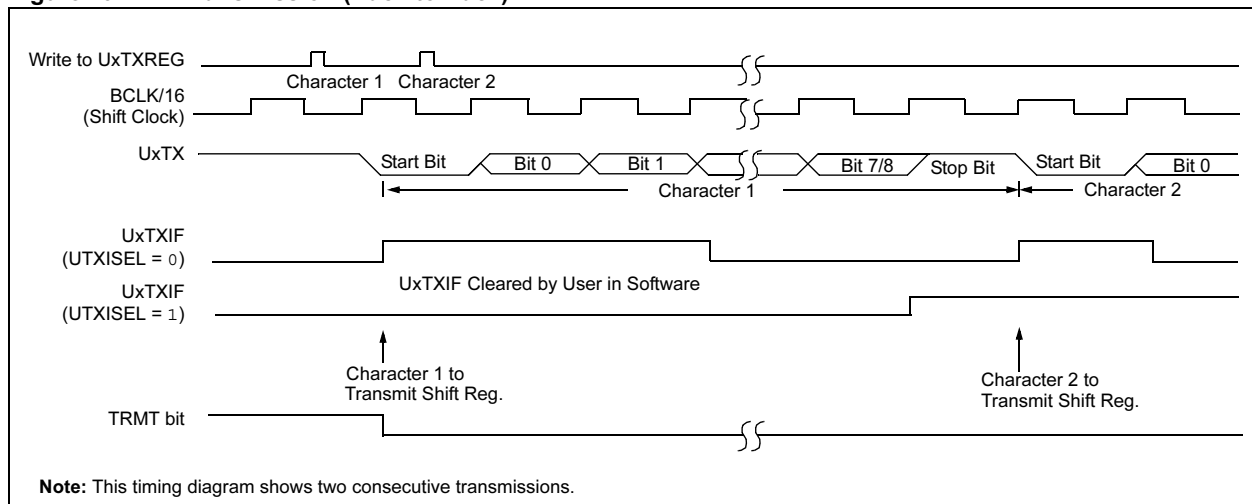 Write to UxTXREG
Character 1 Character 2
BCLK/16
(Shift Clock)
UxTX
Start Bit Bit 0 Bit 1 Bit 7/8 Stop Bit Start Bit Bit 0
Character 1 Character 2
UxTXIF
(UTXISEL = 0)
UxTXIF Cleared by User in Software
UxTXIF
(UTXISEL = 1)
Character 1 to
Transmit Shift Reg.
Character 2 to
Transmit Shift Reg.
TRMT bit
Note: This timing diagram shows two consecutive transmissions.